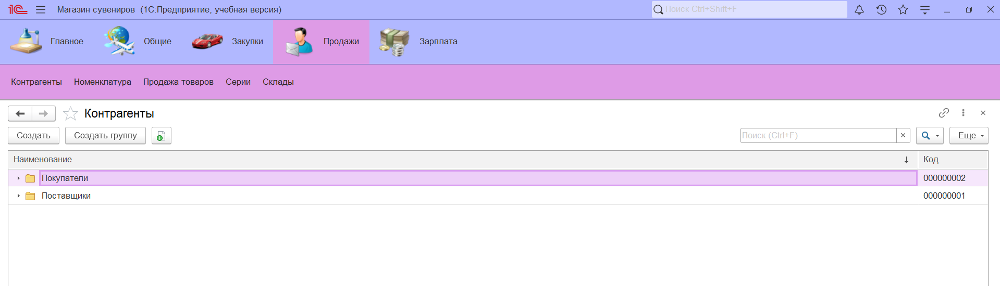 1С Магазин сувениров (1С:Предприятие, учебная версия) Поиск Ctrl+Shift+F
Главное Общие Закупки Продажи Зарплата
Контрагенты Номенклатура Продажа товаров Серии Склады
Контрагенты
Создать Создать группу Поиск (Ctrl+F) Еще
Наименование Код
Покупатели 000000002
Поставщики 000000001